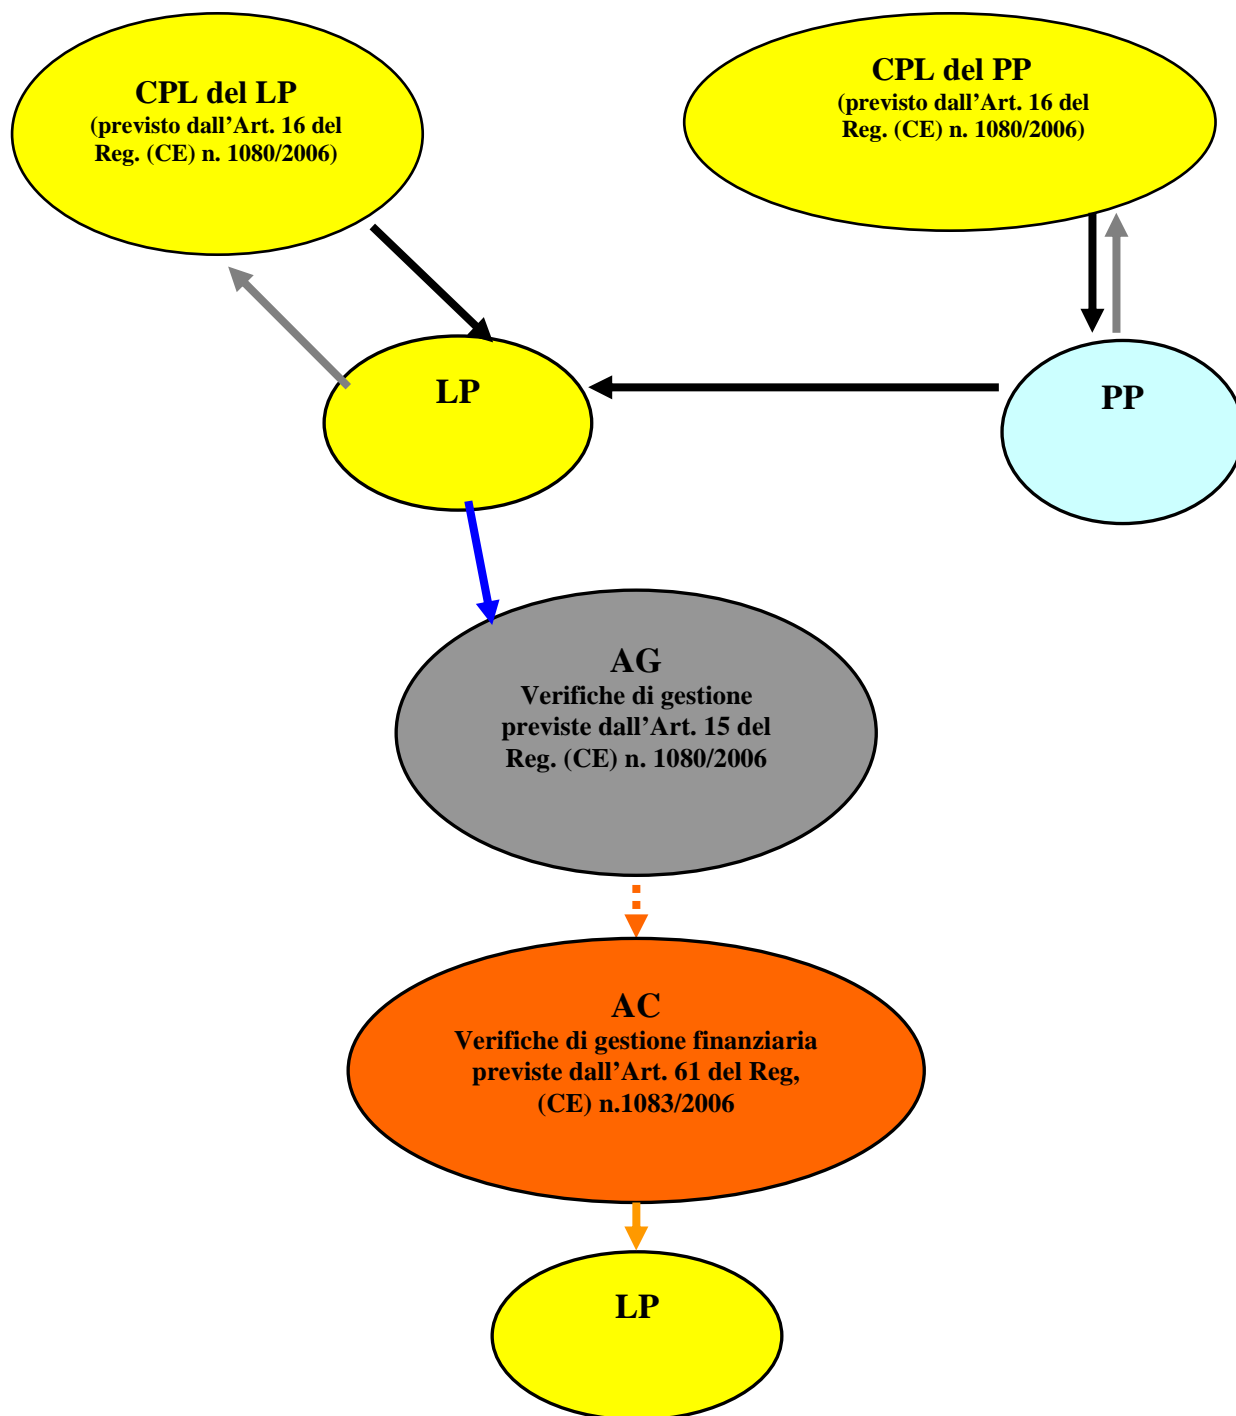 CPL del LP
(previsto dall’Art. 16 del
Reg. (CE) n. 1080/2006)
CPL del PP
(previsto dall’Art. 16 del
Reg. (CE) n. 1080/2006)
LP
PP
AG
Verifiche di gestione
previste dall’Art. 15 del
Reg. (CE) n. 1080/2006
AC
Verifiche di gestione finanziaria
previste dall’Art. 61 del Reg,
(CE) n.1083/2006
LP